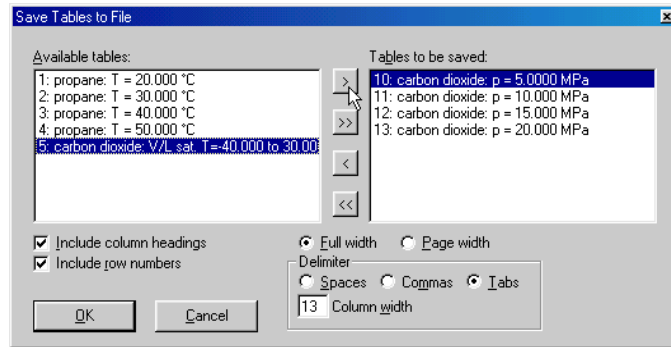 Save Tables to File
Available tables:
1: propane: T = 20.000 °C
2: propane: T = 30.000 °C
3: propane: T = 40.000 °C
4: propane: T = 50.000 °C
5: carbon dioxide: V/L sat. T=-40.000 to 30.00
>
>>
<
<<
Tables to be saved:
10: carbon dioxide: p = 5.0000 MPa
11: carbon dioxide: p = 10.000 MPa
12: carbon dioxide: p = 15.000 MPa
13: carbon dioxide: p = 20.000 MPa
Include column headings
Include row numbers
Full width Page width
Delimiter
Spaces Commas Tabs
13 Column width
OK Cancel